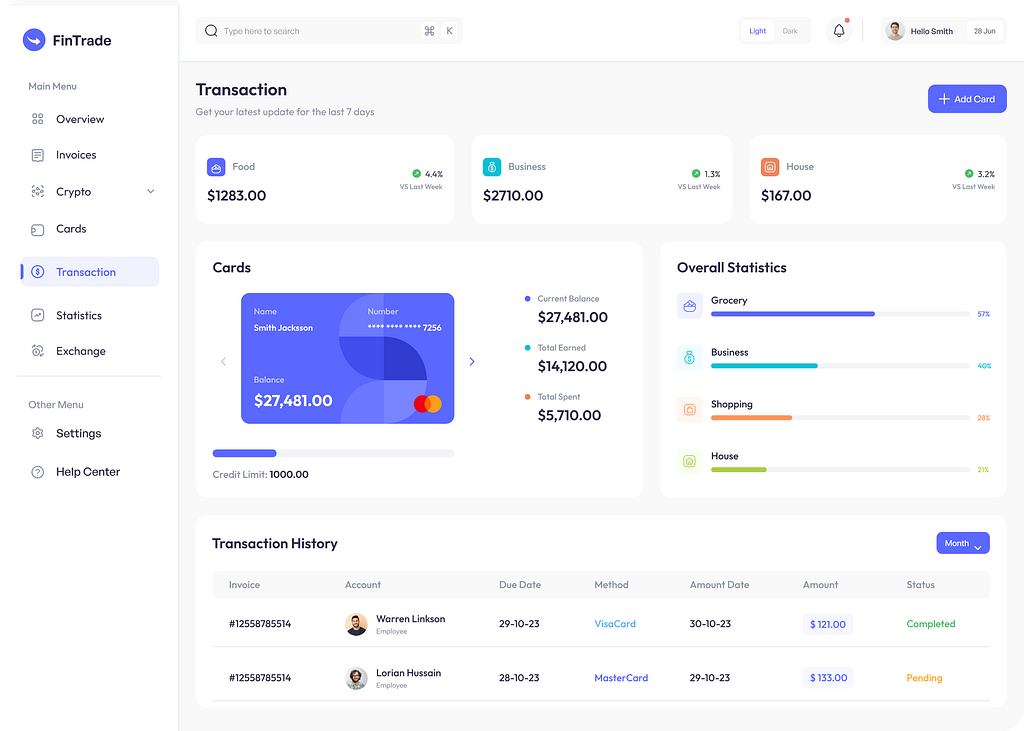 FinTrade
Main Menu
Overview
Invoices
Crypto
Cards
Transaction
Statistics
Exchange
Other Menu
Settings
Help Center
Type here to search ⌘ K
Light Dark
Hello Smith 28 Jun
Transaction
Get your latest update for the last 7 days
+ Add Card
Food
$1283.00
4.4%
VS Last Week
Business
$2710.00
1.3%
VS Last Week
House
$167.00
3.2%
VS Last Week
Cards
Name Number
Smith Jacksson **** **** **** 7256
Balance
$27,481.00
Credit Limit: 1000.00
Current Balance
$27,481.00
Total Earned
$14,120.00
Total Spent
$5,710.00
Overall Statistics
Grocery
57%
Business
40%
Shopping
28%
House
21%
Transaction History
Month
Invoice Account Due Date Method Amount Date Amount Status
#12558785514 Warren Linkson 29-10-23 VisaCard 30-10-23 $ 121.00 Completed
Employee
#12558785514 Lorian Hussain 28-10-23 MasterCard 29-10-23 $ 133.00 Pending
Employee